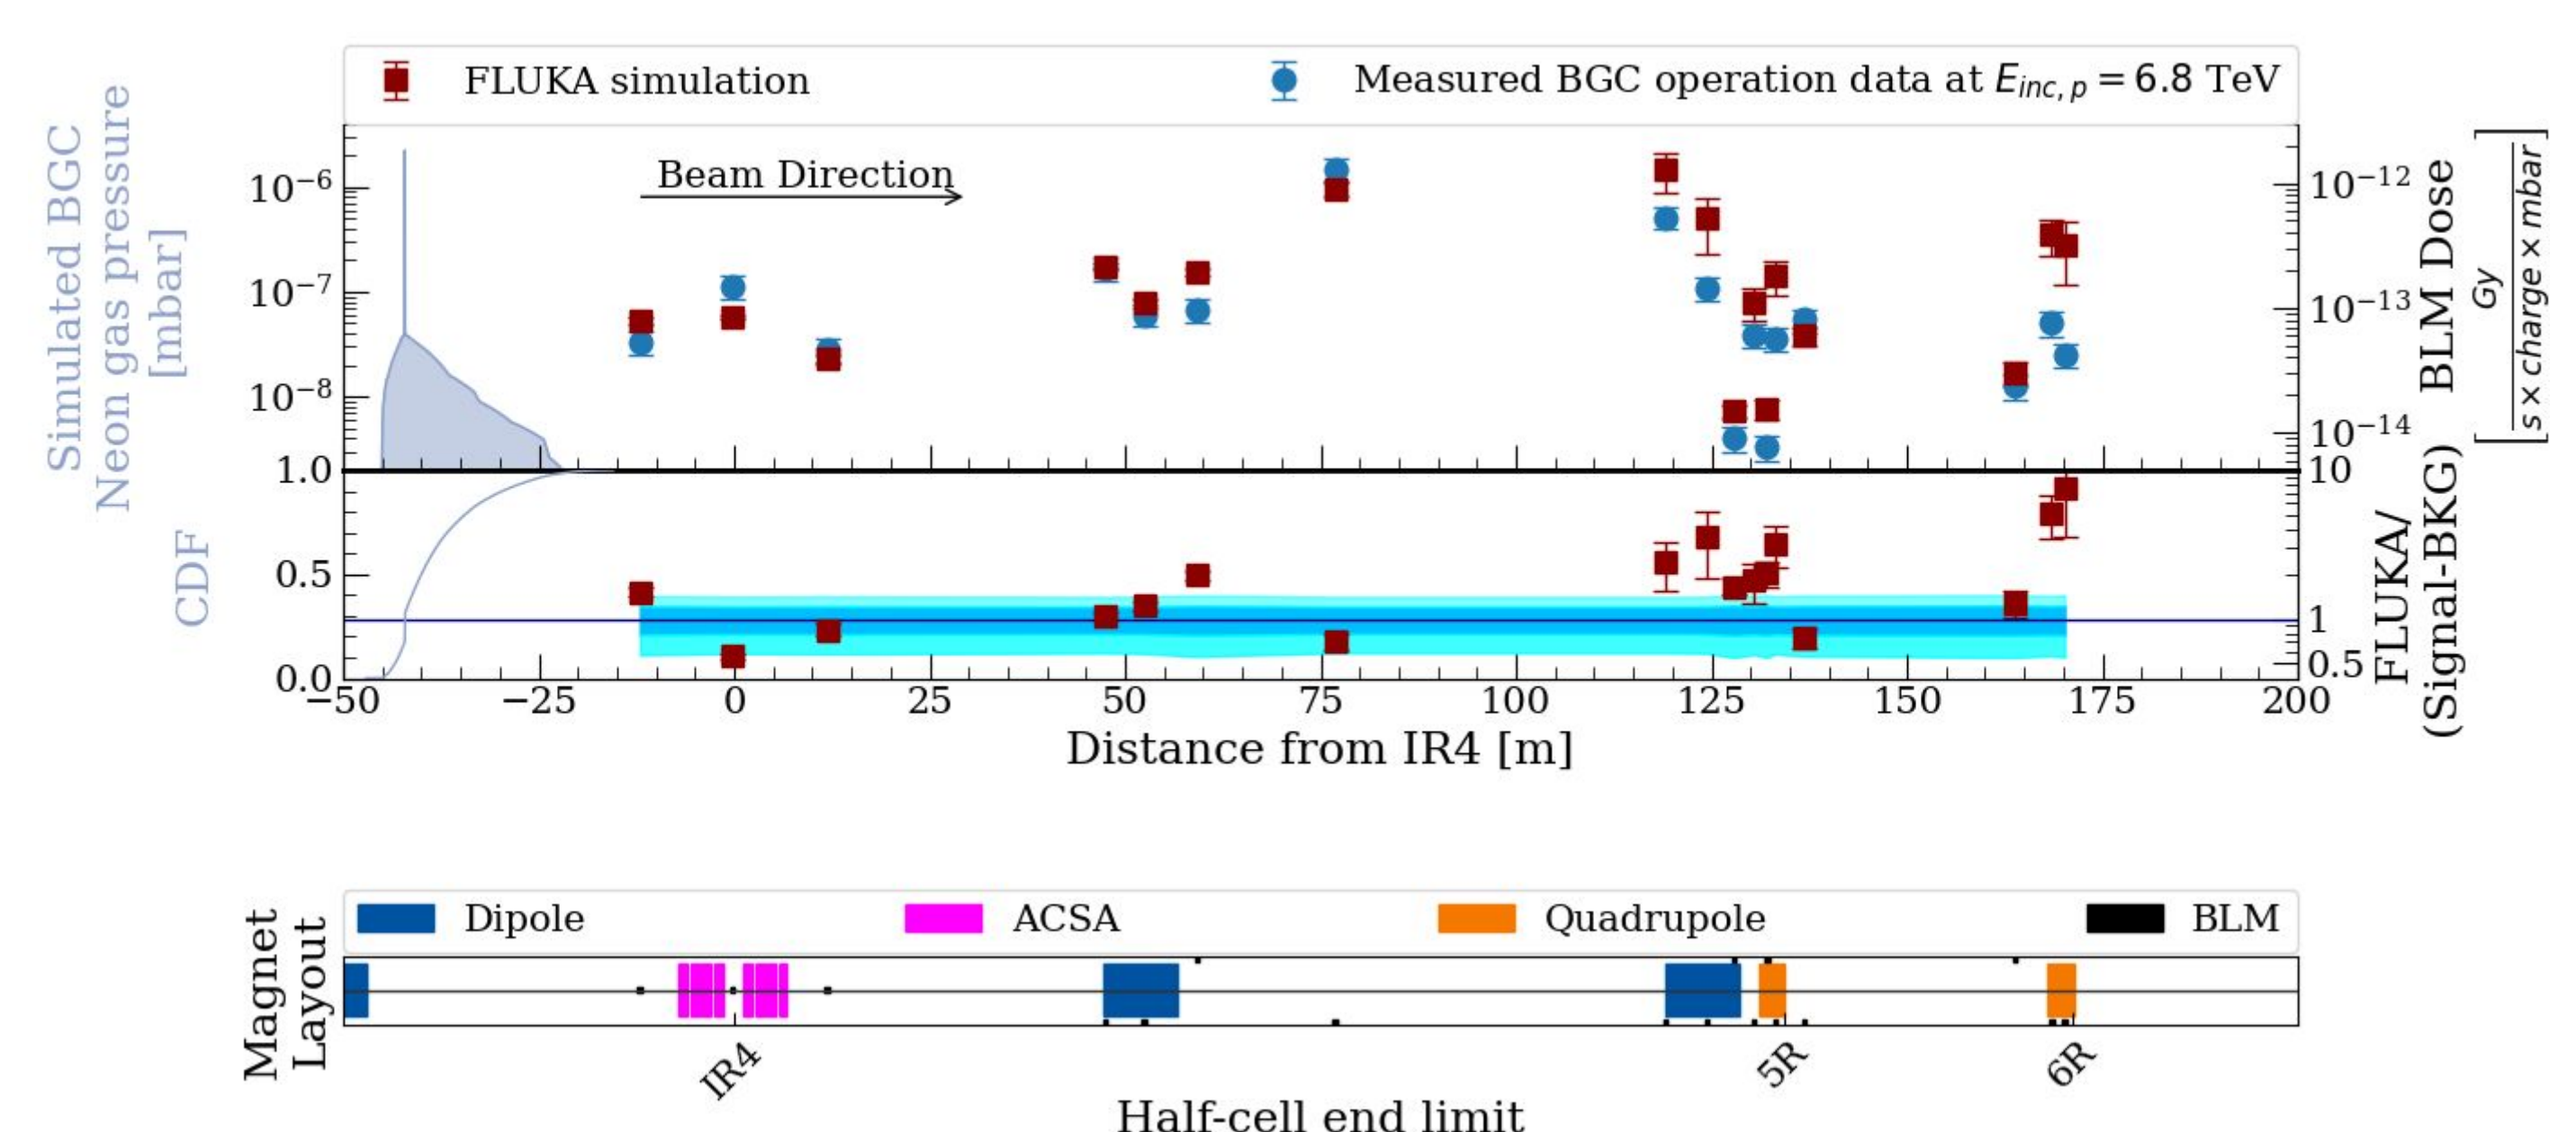 FLUKA simulation
Measured BGC operation data at E_{inc, p} = 6.8 TeV
Simulated BGC
Neon gas pressure
[mbar]
10^{-6}
10^{-7}
10^{-8}
1.0
Beam Direction
10^{-12}
10^{-13}
10^{-14}
10
BLM Dose
[Gy / s × charge × mbar]
CDF
1.0
0.5
0.0
1
0.5
FLUKA/
(Signal-BKG)
−50 −25 0 25 50 75 100 125 150 175 200
Distance from IR4 [m]
Dipole ACSA Quadrupole BLM
Magnet
Layout
IR4 5R 6R
Half-cell end limit